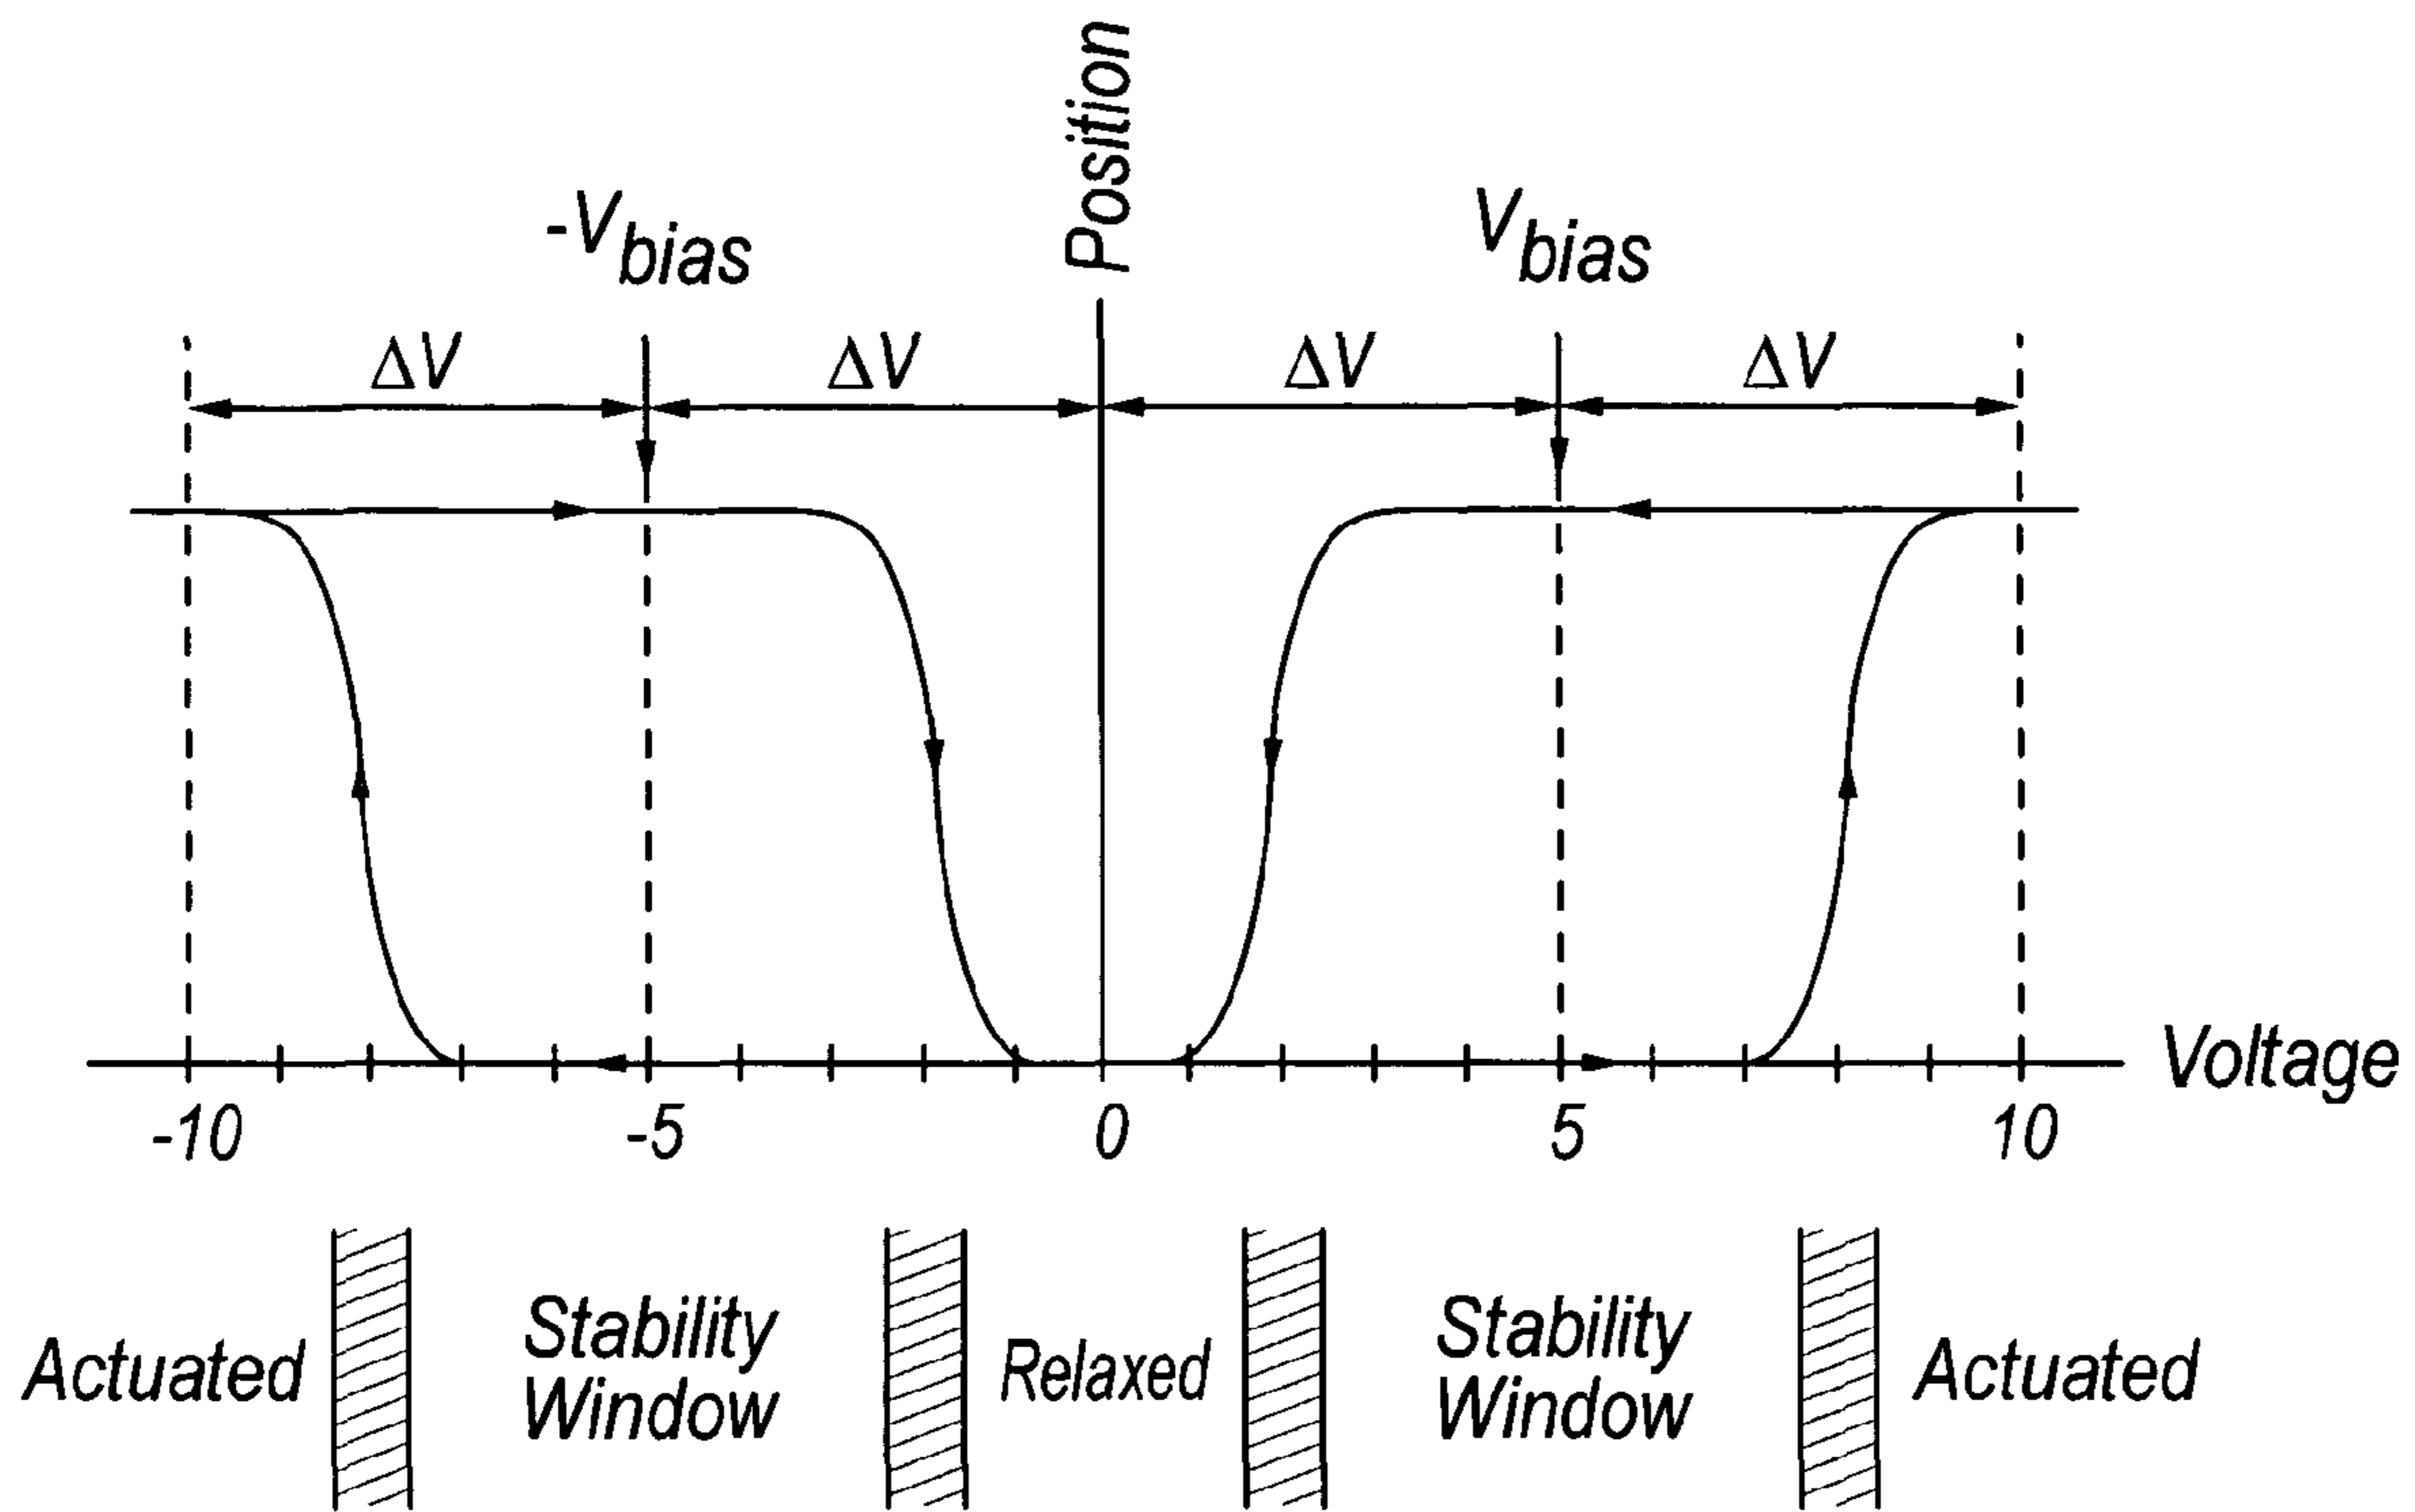 Position
-Vbias
Vbias
ΔV ΔV ΔV ΔV
Voltage
-10 -5 0 5 10
Actuated
Stability
Window
Relaxed
Stability
Window
Actuated